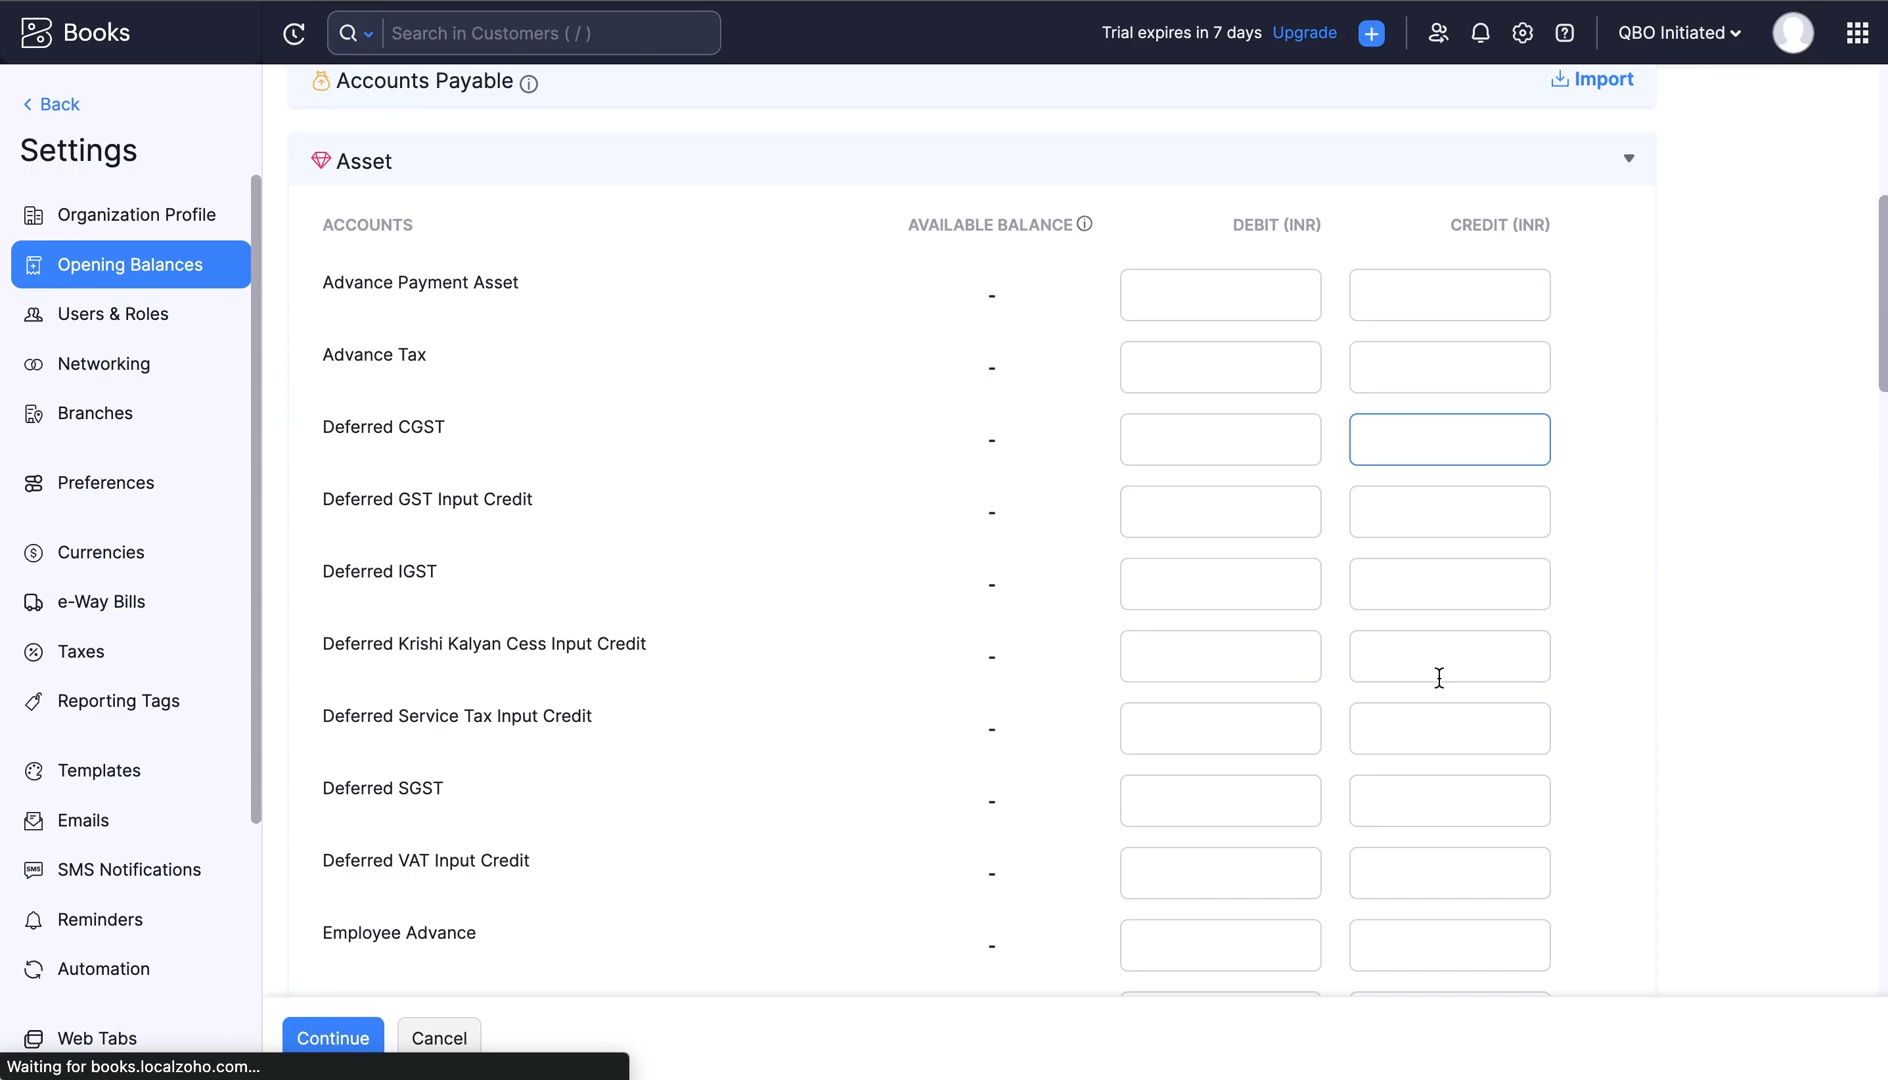 Books
Search in Customers ( / )
Trial expires in 7 days Upgrade
QBO Initiated
Back
Settings
Organization Profile
Opening Balances
Users & Roles
Networking
Branches
Preferences
Currencies
e-Way Bills
Taxes
Reporting Tags
Templates
Emails
SMS Notifications
Reminders
Automation
Web Tabs
Accounts Payable
Import
Asset
ACCOUNTS AVAILABLE BALANCE DEBIT (INR) CREDIT (INR)
Advance Payment Asset -
Advance Tax -
Deferred CGST -
Deferred GST Input Credit -
Deferred IGST -
Deferred Krishi Kalyan Cess Input Credit -
Deferred Service Tax Input Credit -
Deferred SGST -
Deferred VAT Input Credit -
Employee Advance -
Continue Cancel
Waiting for books.localzoho.com...